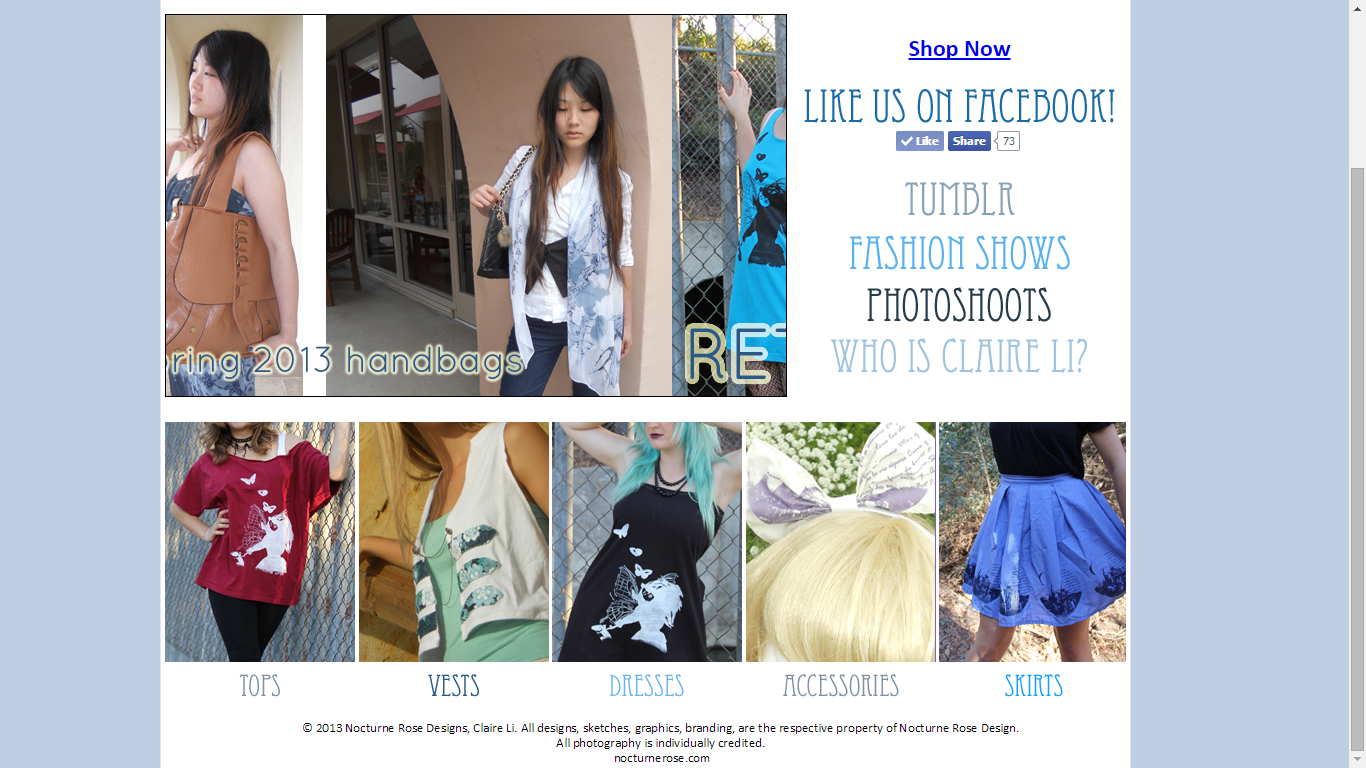 Shop Now
LIKE US ON FACEBOOK!
Like Share 73
TUMBLR
FASHION SHOWS
PHOTOSHOOTS
WHO IS CLAIRE LI?
2013 handbags
TOPS VESTS DRESSES ACCESSORIES SKIRTS
© 2013 Nocturne Rose Designs, Claire Li. All designs, sketches, graphics, branding, are the respective property of Nocturne Rose Design.
All photography is individually credited.
nocturnerose.com